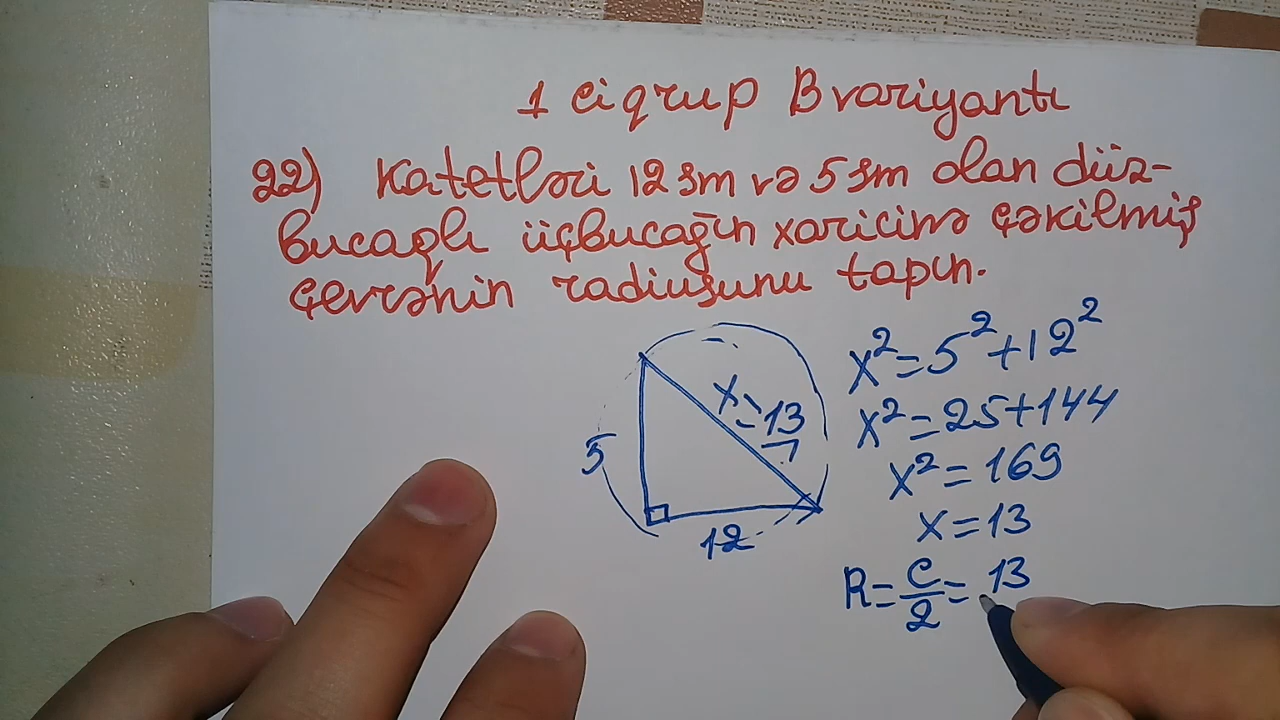 1 ci qrup B variyantı
22) Katetləri 12 sm və 5 sm olan düz-
bucaqlı üçbucağın xaricinə çəkilmiş
çevrənin radiusunu tapın.
x²=5²+12²
x²=25+144
x²=169
x=13
R=c/2=13
x=13
5
12